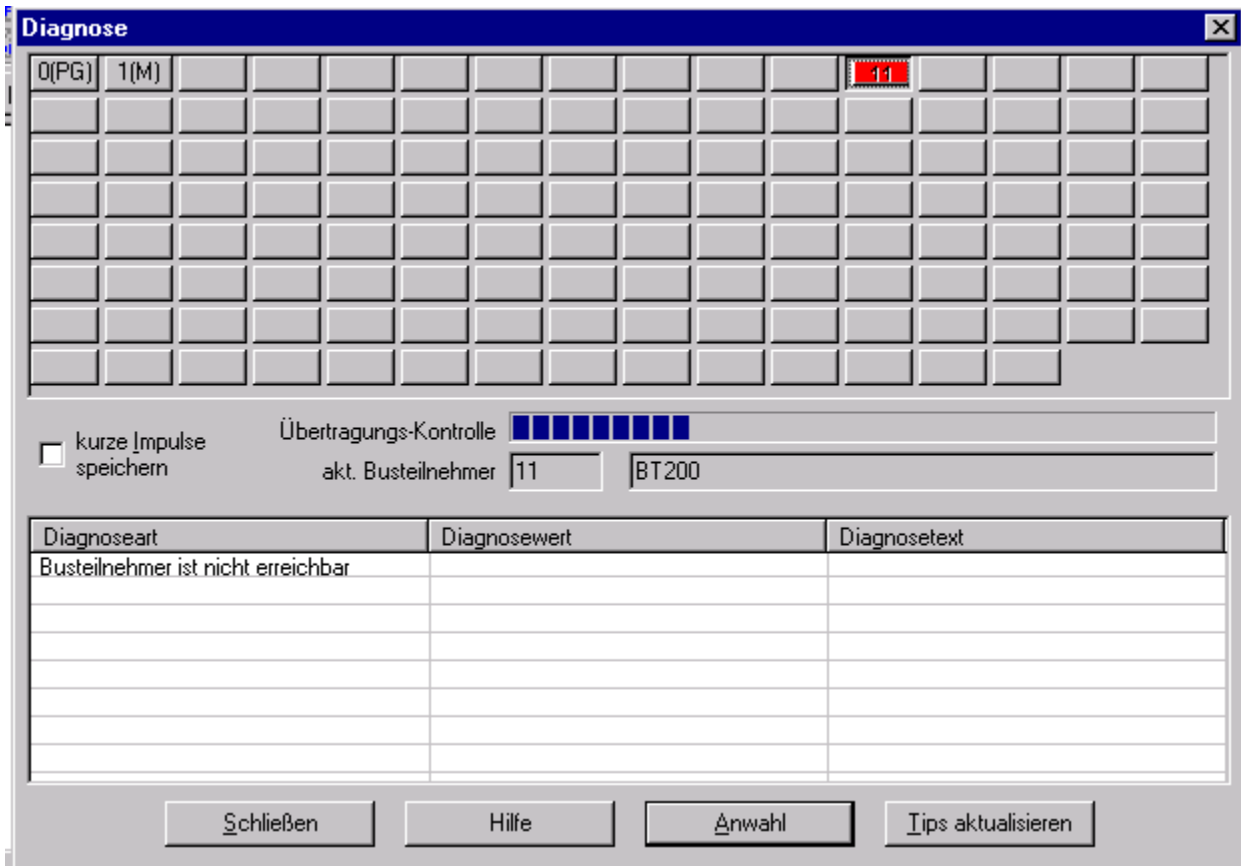 Diagnose
0(PG) 1(M) 11
kurze Impulse
speichern
Übertragungs-Kontrolle
akt. Busteilnehmer 11 BT200
Diagnoseart Diagnosewert Diagnosetext
Busteilnehmer ist nicht erreichbar
Schließen Hilfe Anwahl Tips aktualisieren